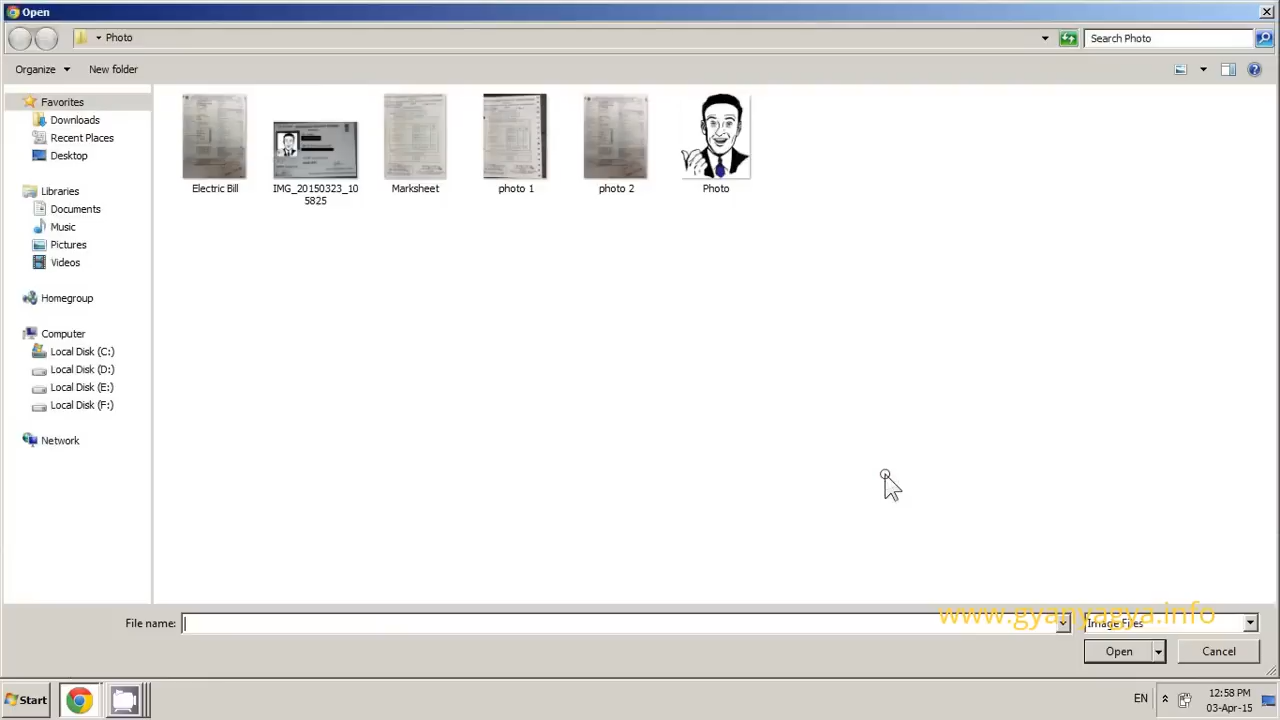 Open
Photo
Search Photo
Organize
New folder
Favorites
Downloads
Recent Places
Desktop
Libraries
Documents
Music
Pictures
Videos
Homegroup
Computer
Local Disk (C:)
Local Disk (D:)
Local Disk (E:)
Local Disk (F:)
Network
Electric Bill
IMG_20150323_10
5825
Marksheet
photo 1
photo 2
Photo
File name:
Image Files
www.gyanyagya.info
Open
Cancel
Start
EN
12:58 PM
03-Apr-15